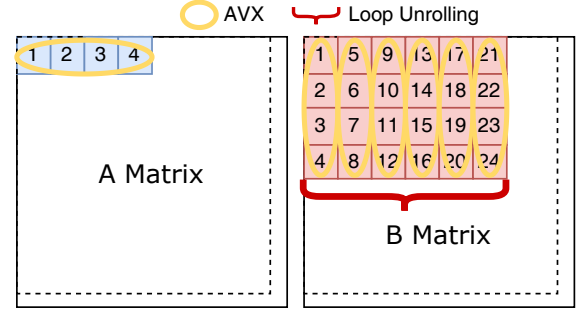 AVX Loop Unrolling
1 2 3 4
1 5 9 13 17 21
2 6 10 14 18 22
3 7 11 15 19 23
4 8 12 16 20 24
A Matrix
B Matrix